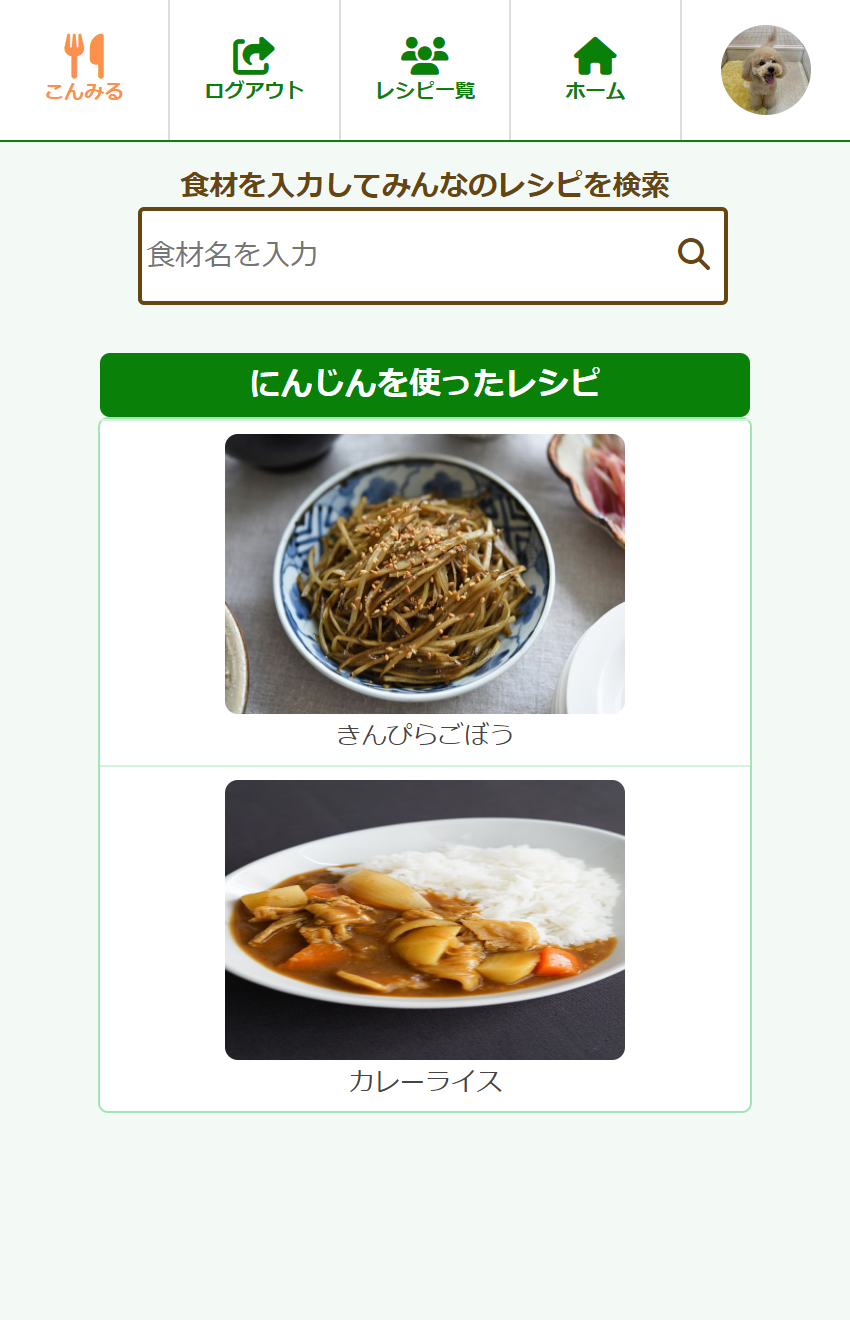 こんみる
ログアウト
レシピ一覧
ホーム
食材を入力してみんなのレシピを検索
食材名を入力
にんじんを使ったレシピ
きんぴらごぼう
カレーライス